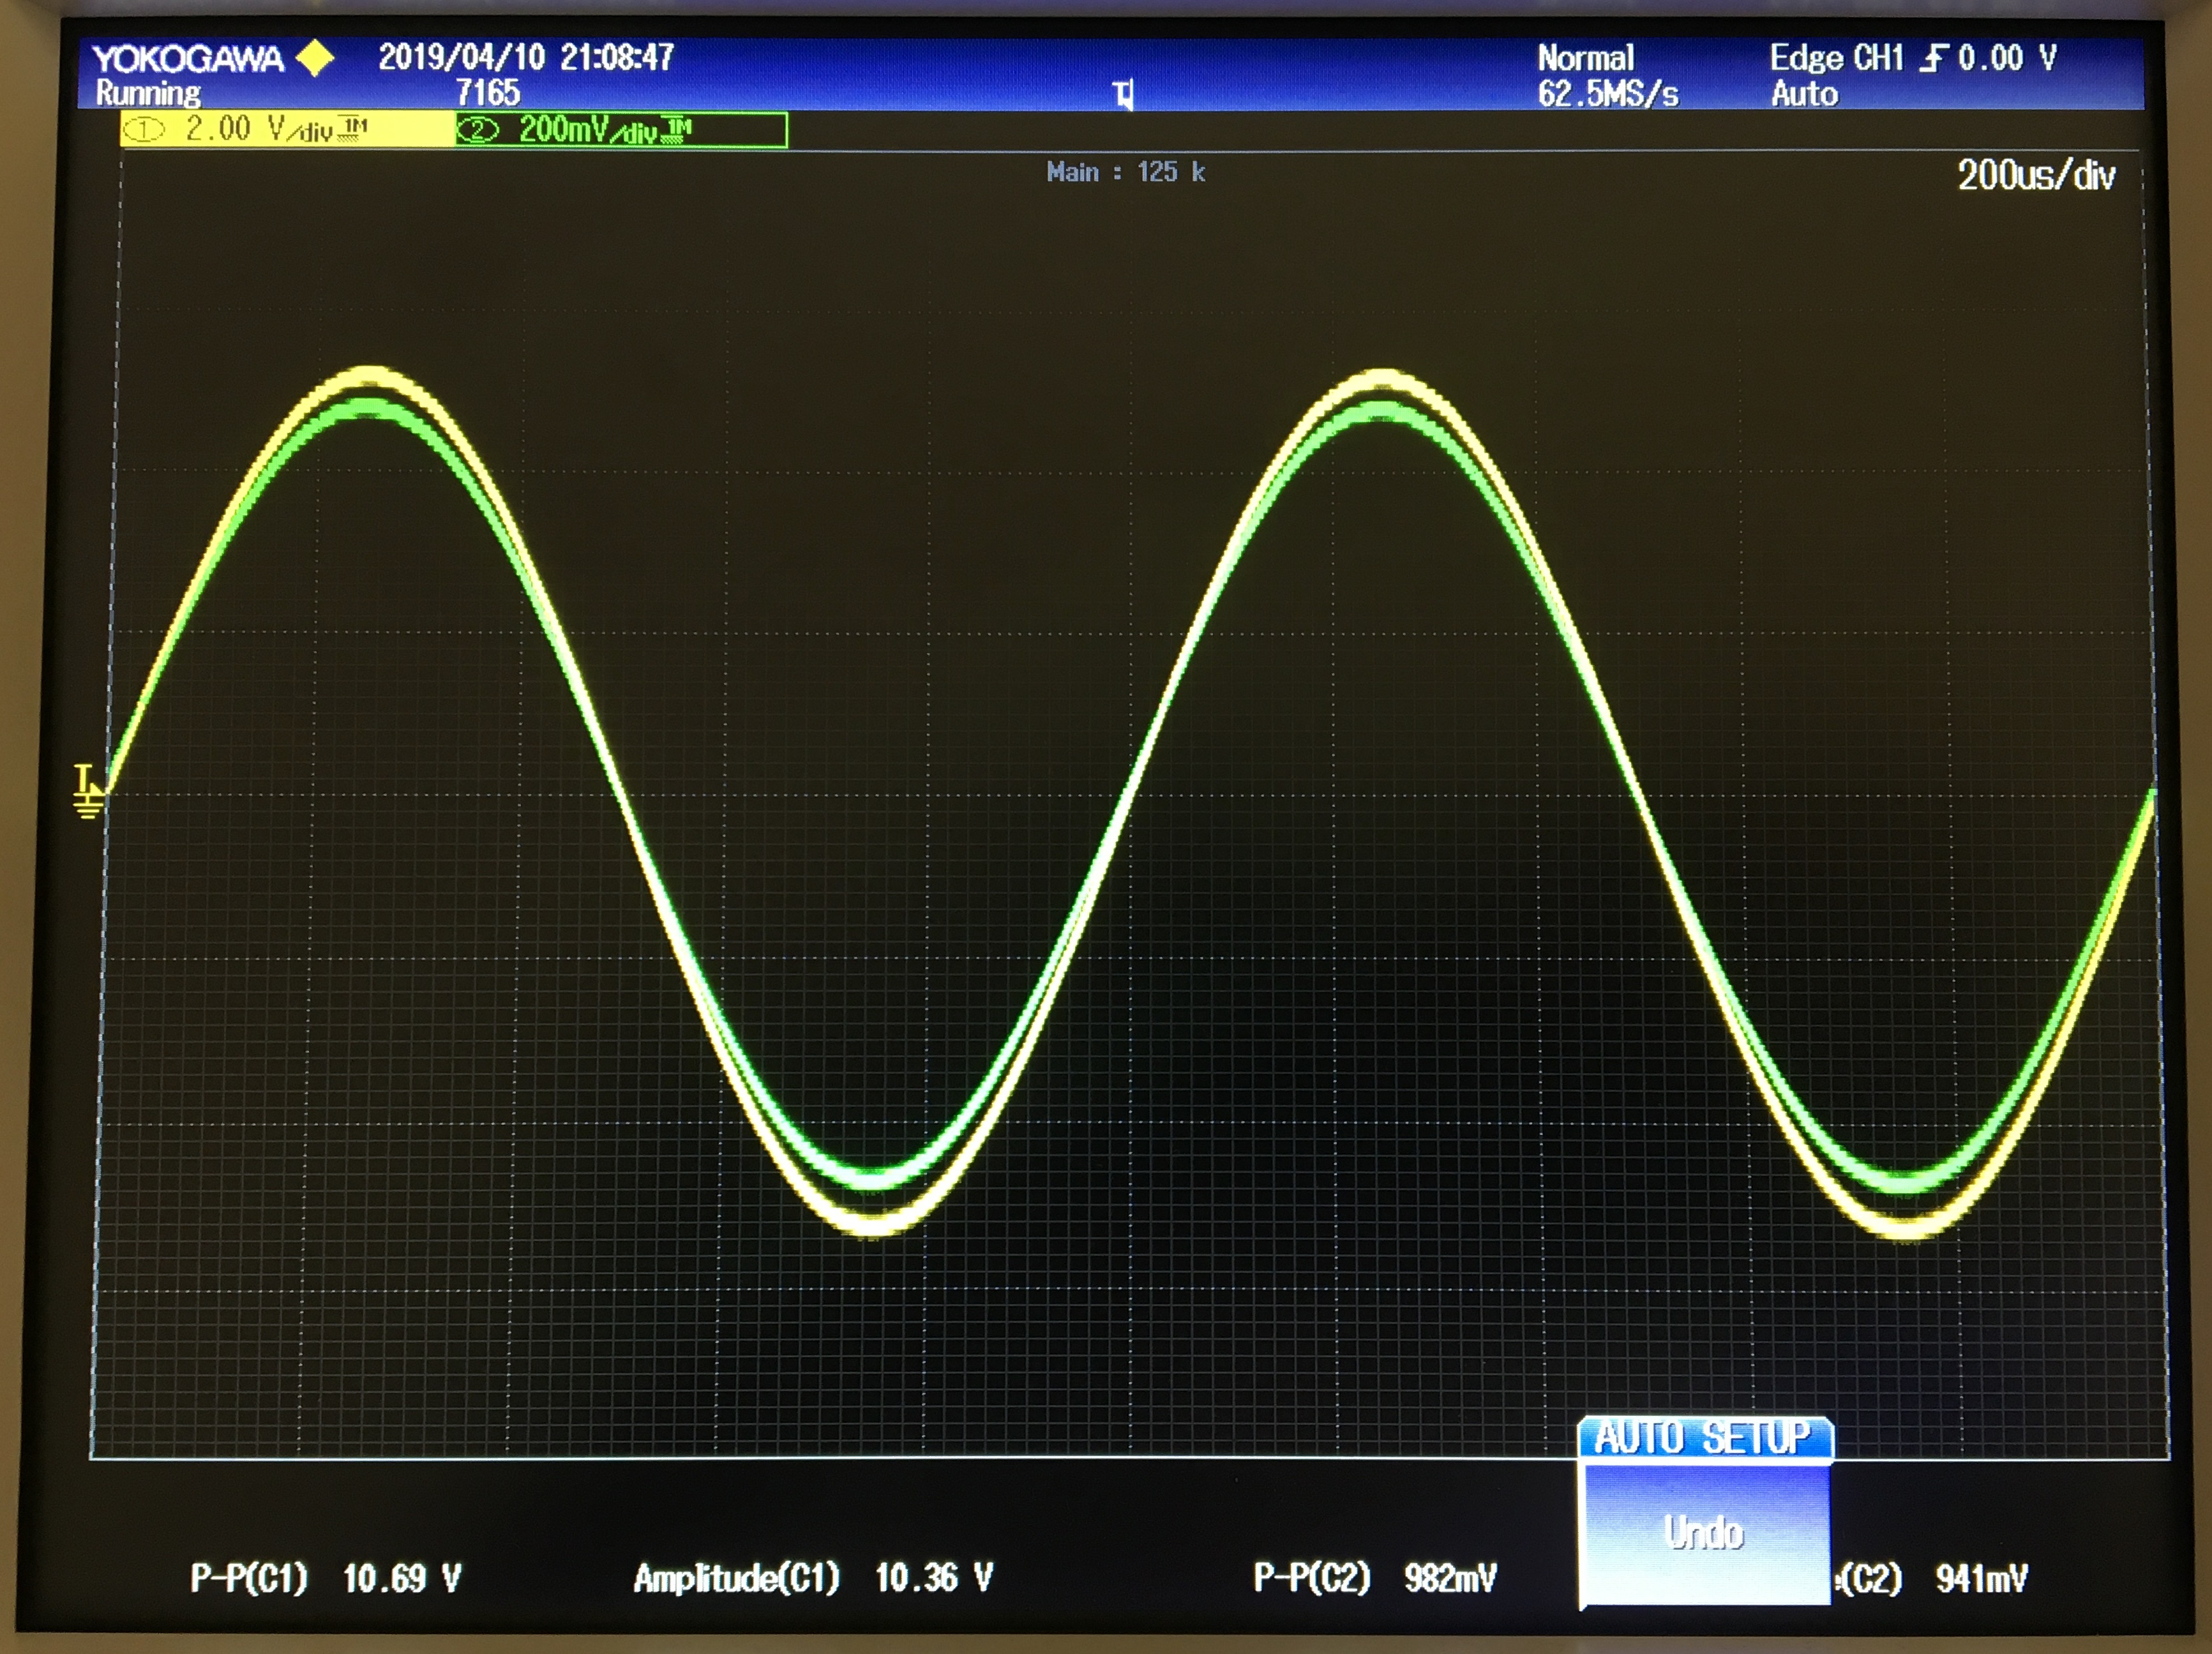 YOKOGAWA 2019/04/10 21:08:47 Normal Edge CH1 0.00 V
Running 7165 T 62.5MS/s Auto
1 2.00 V/div 1M 2 200mV/div 1M
Main : 125 k 200us/div
T
AUTO SETUP
Undo
P-P(C1) 10.69 V Amplitude(C1) 10.36 V P-P(C2) 982mV (C2) 941mV